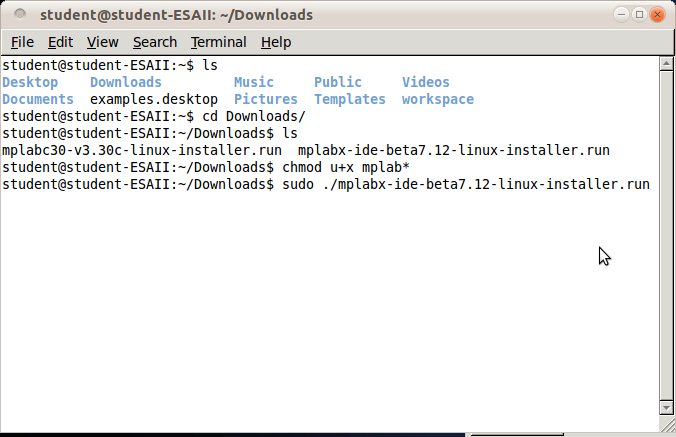 student@student-ESAII: ~/Downloads
File Edit View Search Terminal Help
student@student-ESAII:~$ ls
Desktop    Downloads         Music     Public     Videos
Documents  examples.desktop  Pictures  Templates  workspace
student@student-ESAII:~$ cd Downloads/
student@student-ESAII:~/Downloads$ ls
mplabc30-v3.30c-linux-installer.run  mplabx-ide-beta7.12-linux-installer.run
student@student-ESAII:~/Downloads$ chmod u+x mplab*
student@student-ESAII:~/Downloads$ sudo ./mplabx-ide-beta7.12-linux-installer.run